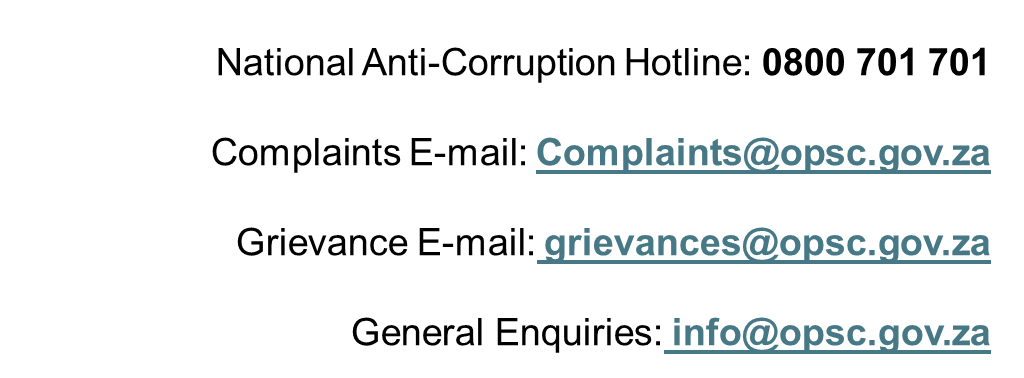 National Anti-Corruption Hotline: 0800 701 701
Complaints E-mail: Complaints@opsc.gov.za
Grievance E-mail: grievances@opsc.gov.za
General Enquiries: info@opsc.gov.za